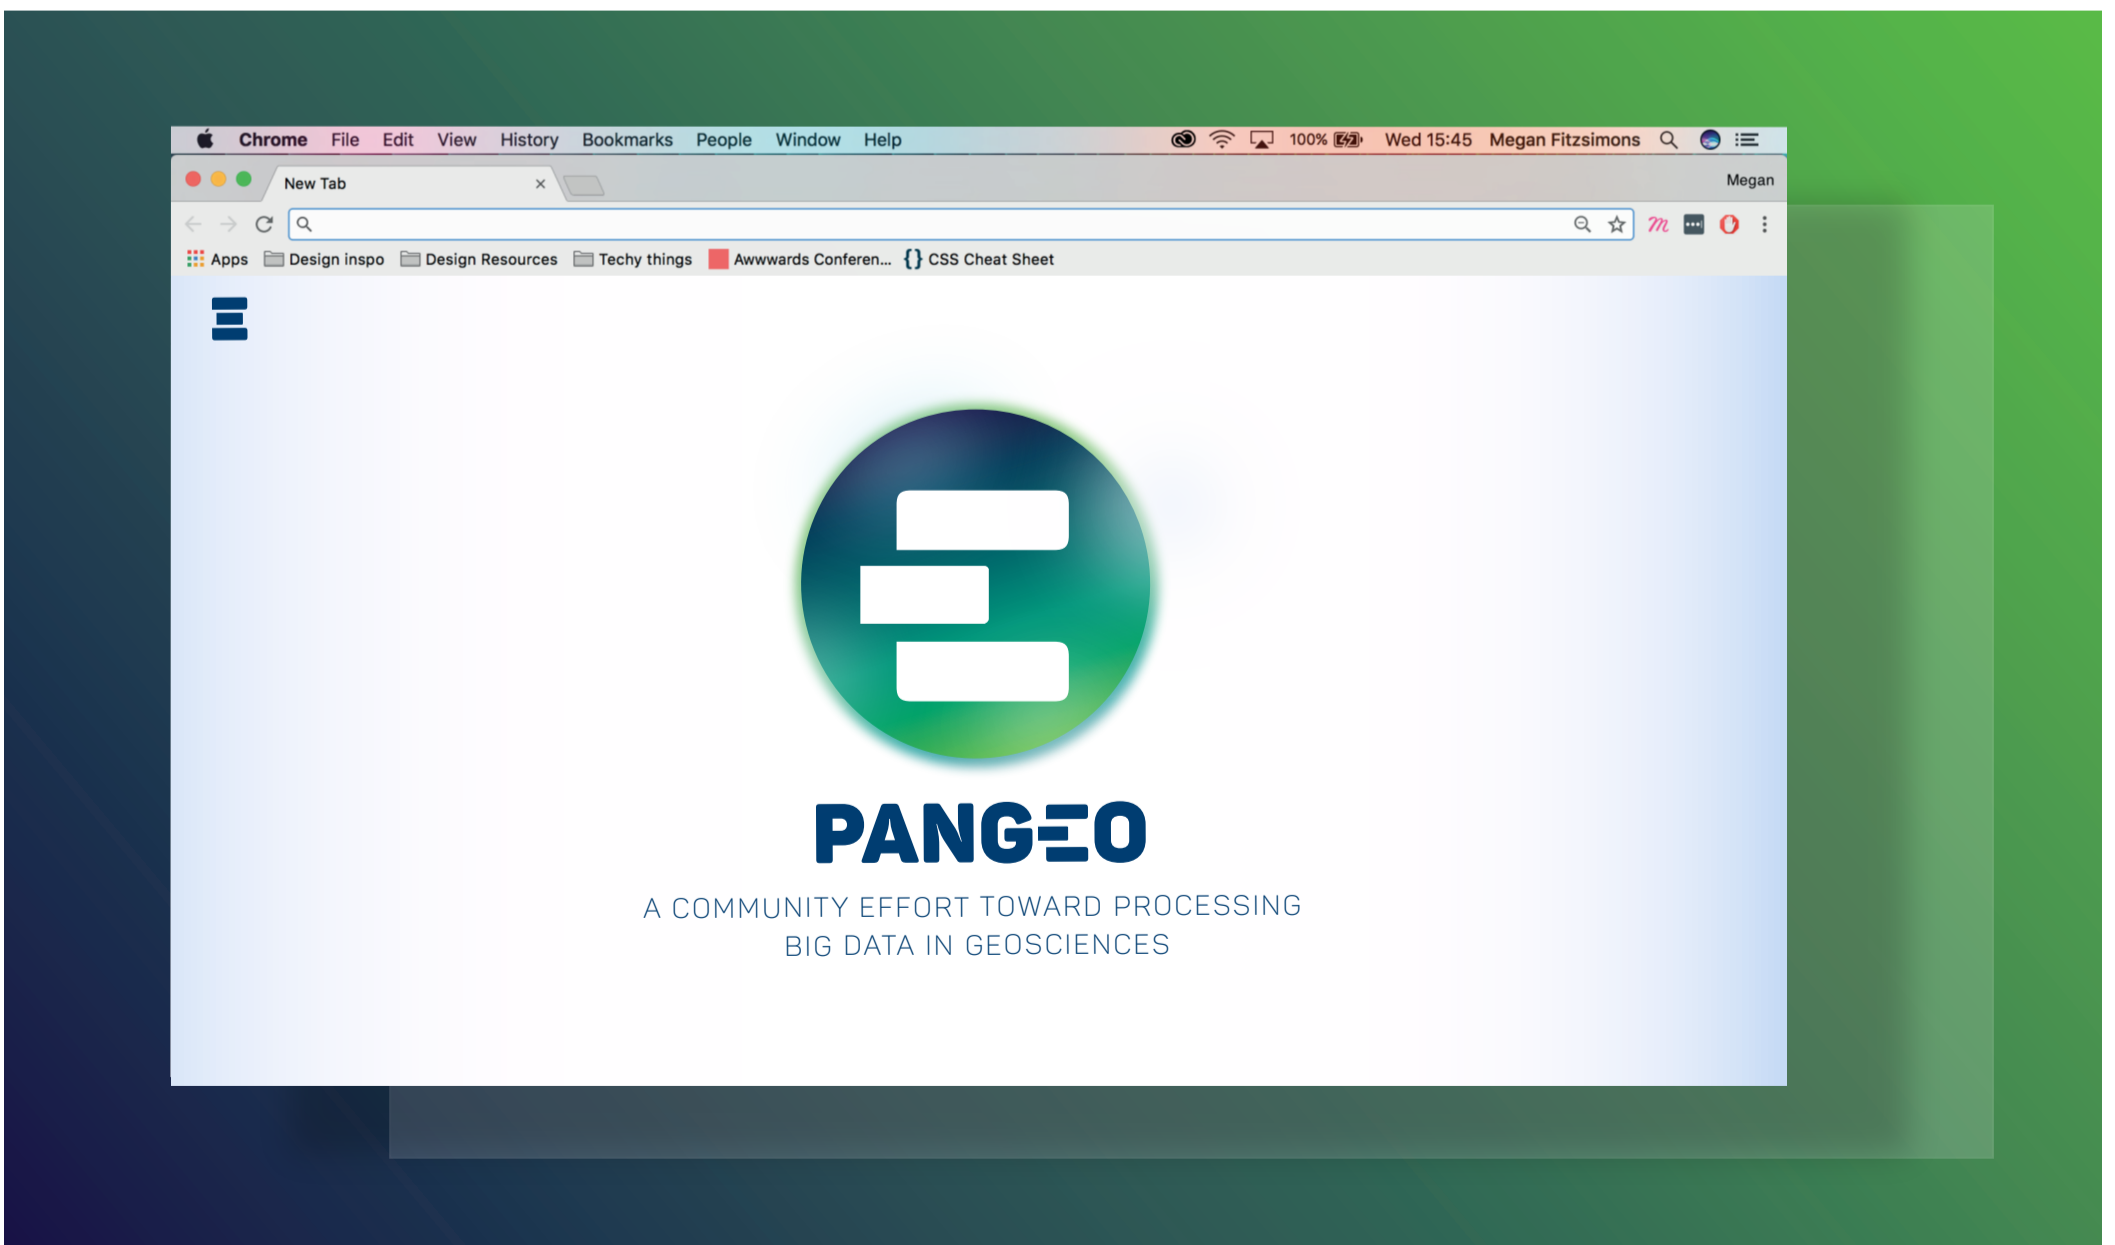 Chrome File Edit View History Bookmarks People Window Help 100% Wed 15:45 Megan Fitzsimons
New Tab Megan
Apps Design inspo Design Resources Techy things Awwwards Conferen... {} CSS Cheat Sheet
PANGEO
A COMMUNITY EFFORT TOWARD PROCESSING
BIG DATA IN GEOSCIENCES